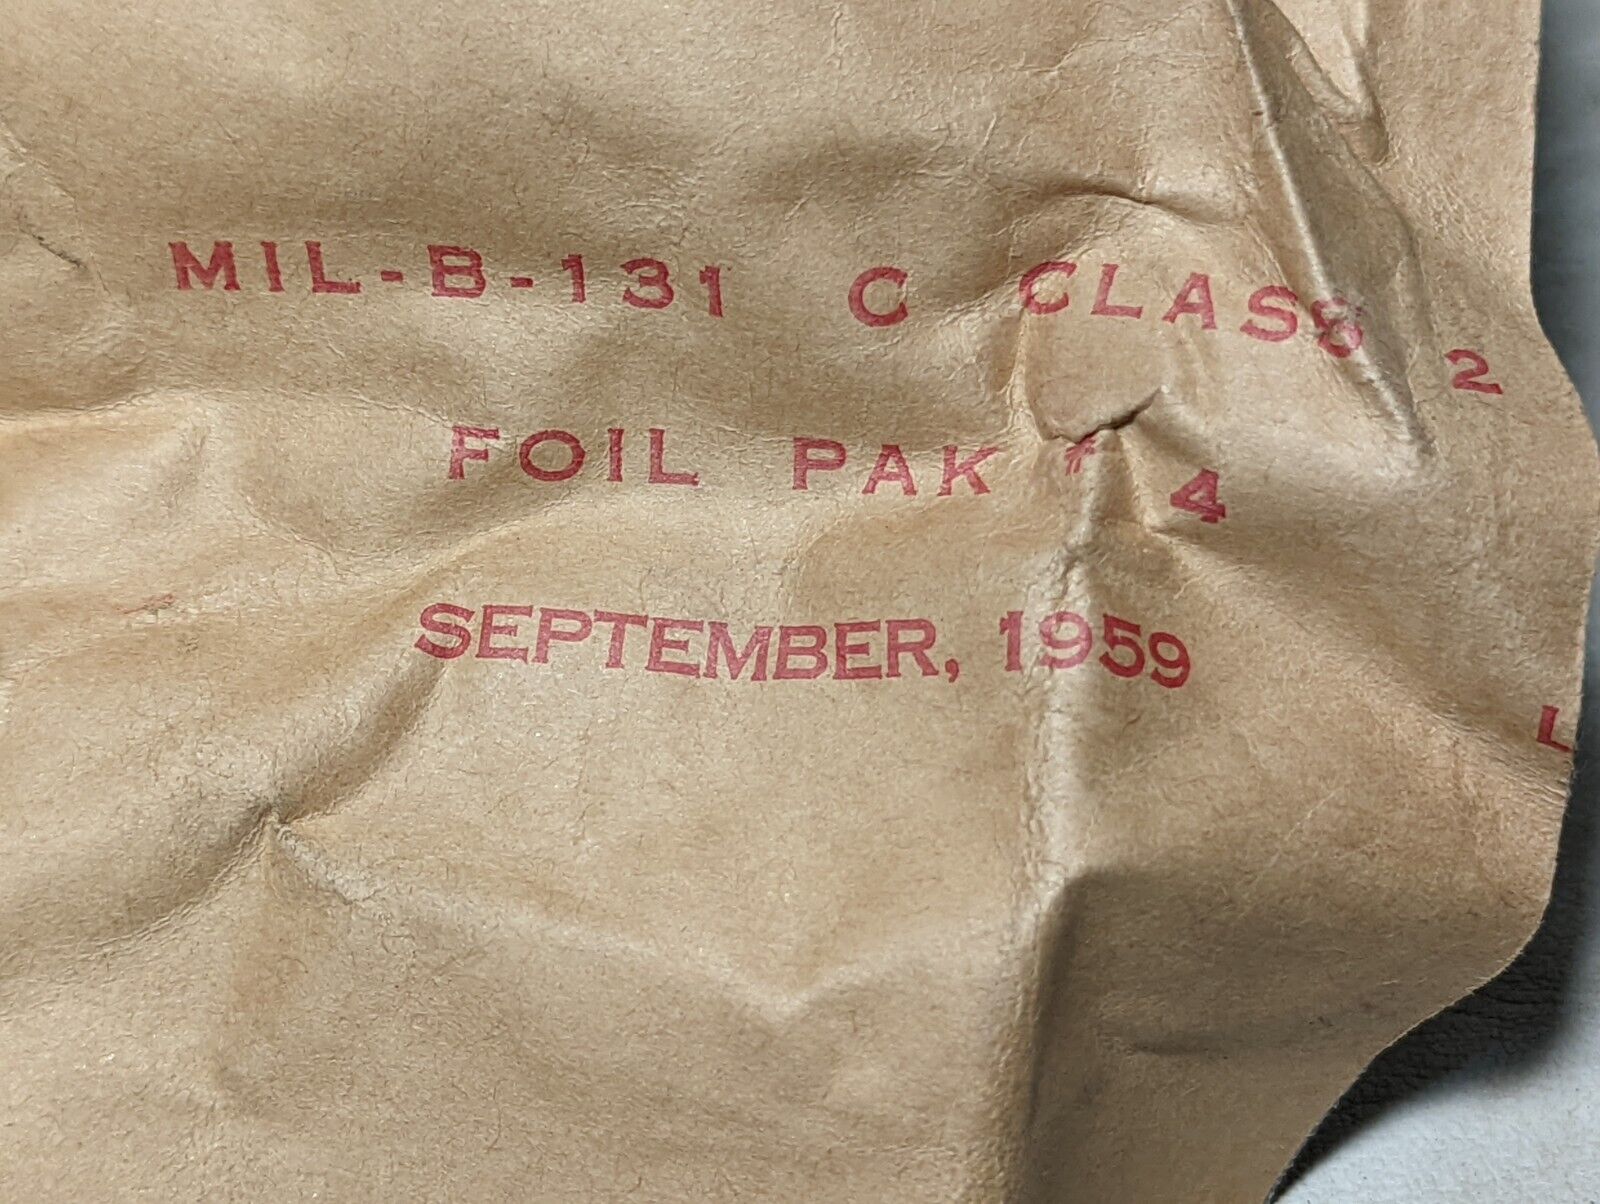 MIL-B-131 C CLASS 2
FOIL PAK # 4
SEPTEMBER, 1959
L